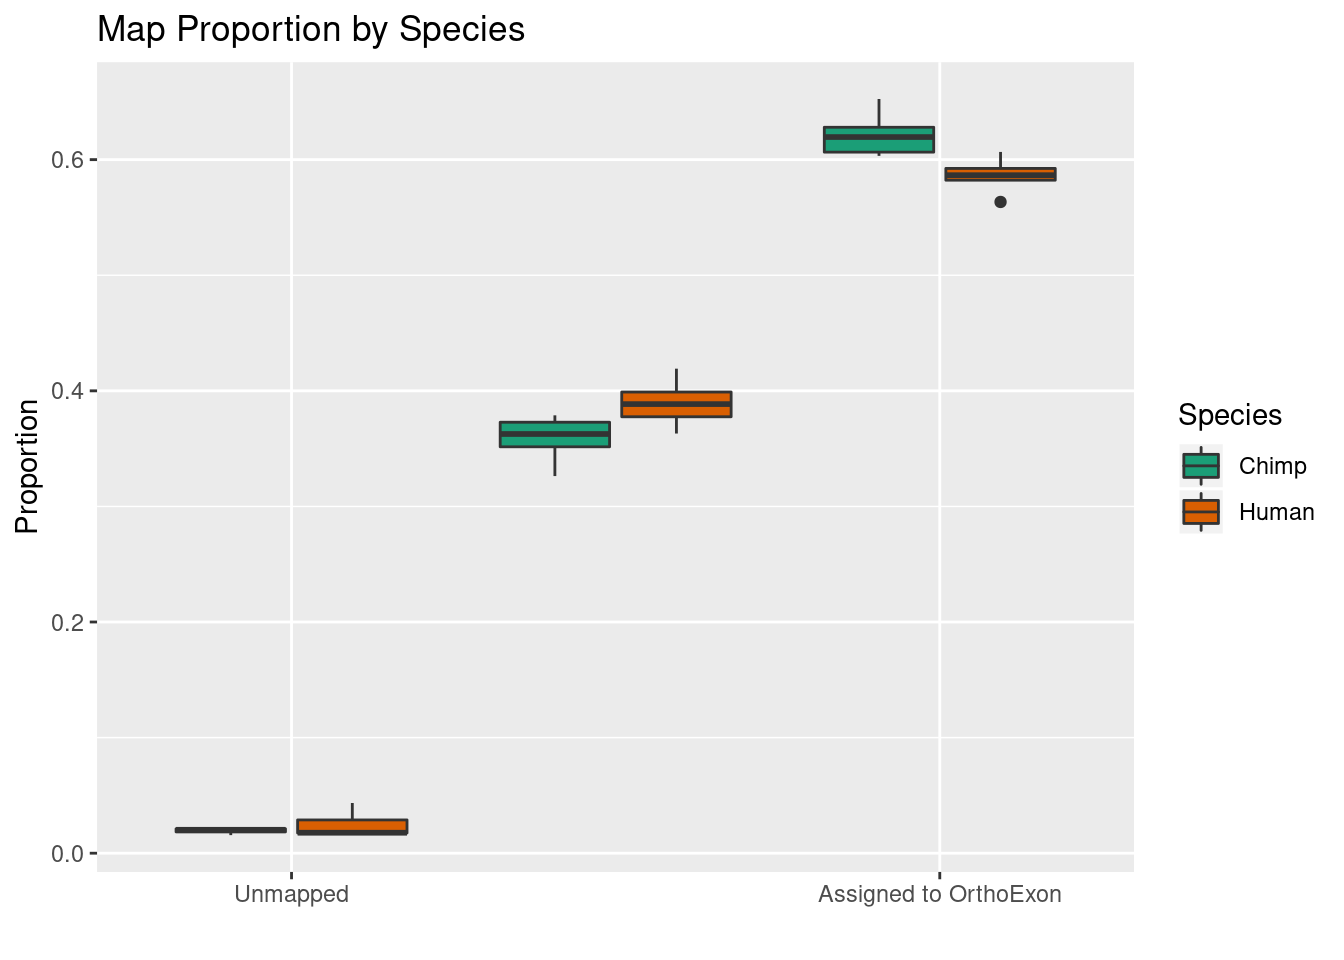 Map Proportion by Species
Proportion
0.6
0.4
0.2
0.0
Unmapped
Assigned to OrthoExon
Species
Chimp
Human